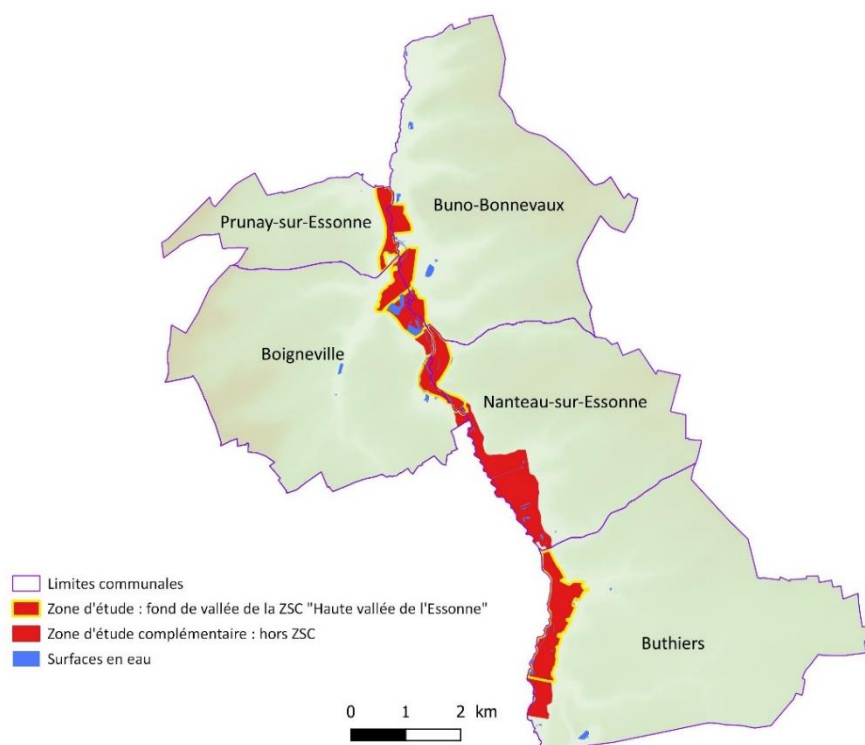 Buno-Bonnevaux
Prunay-sur-Essonne
Boigneville
Nanteau-sur-Essonne
Limites communales
Zone d'étude : fond de vallée de la ZSC "Haute vallée de l'Essonne"
Zone d'étude complémentaire : hors ZSC
Surfaces en eau
Buthiers
0 1 2 km